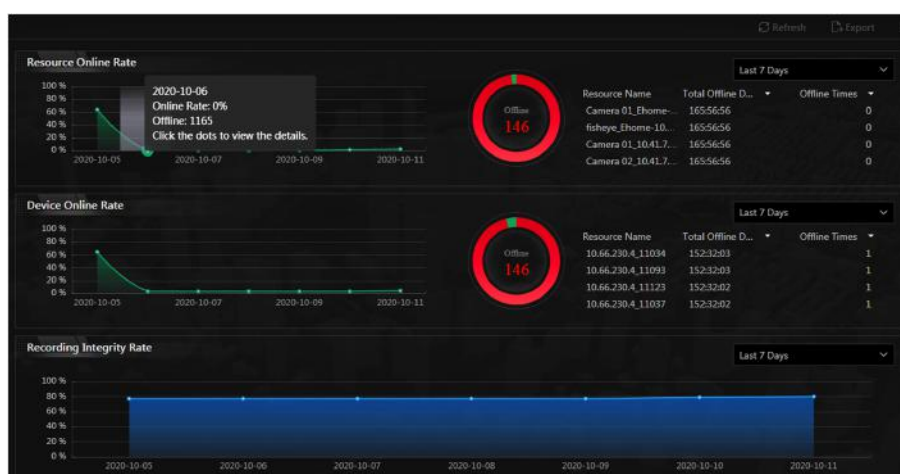 Refresh Export
Resource Online Rate
Last 7 Days
100 %
80 %
60 %
40 %
20 %
0 %
2020-10-05 2020-10-07 2020-10-09 2020-10-11
2020-10-06
Online Rate: 0%
Offline: 1165
Click the dots to view the details.
Offline
146
Resource Name Total Offline D... Offline Times
Camera 01_Ehome-... 165:56:56 0
fisheye_Ehome-10... 165:56:56 0
Camera 01_10.41.7... 165:56:56 0
Camera 02_10.41.7... 165:56:56 0
Device Online Rate
Last 7 Days
100 %
80 %
60 %
40 %
20 %
0 %
2020-10-05 2020-10-07 2020-10-09 2020-10-11
Offline
146
Resource Name Total Offline D... Offline Times
10.66.230.4_11034 152:32:03 1
10.66.230.4_11093 152:32:03 1
10.66.230.4_11123 152:32:02 1
10.66.230.4_11037 152:32:02 1
Recording Integrity Rate
Last 7 Days
100 %
80 %
60 %
40 %
20 %
0 %
2020-10-05 2020-10-06 2020-10-07 2020-10-08 2020-10-09 2020-10-10 2020-10-11